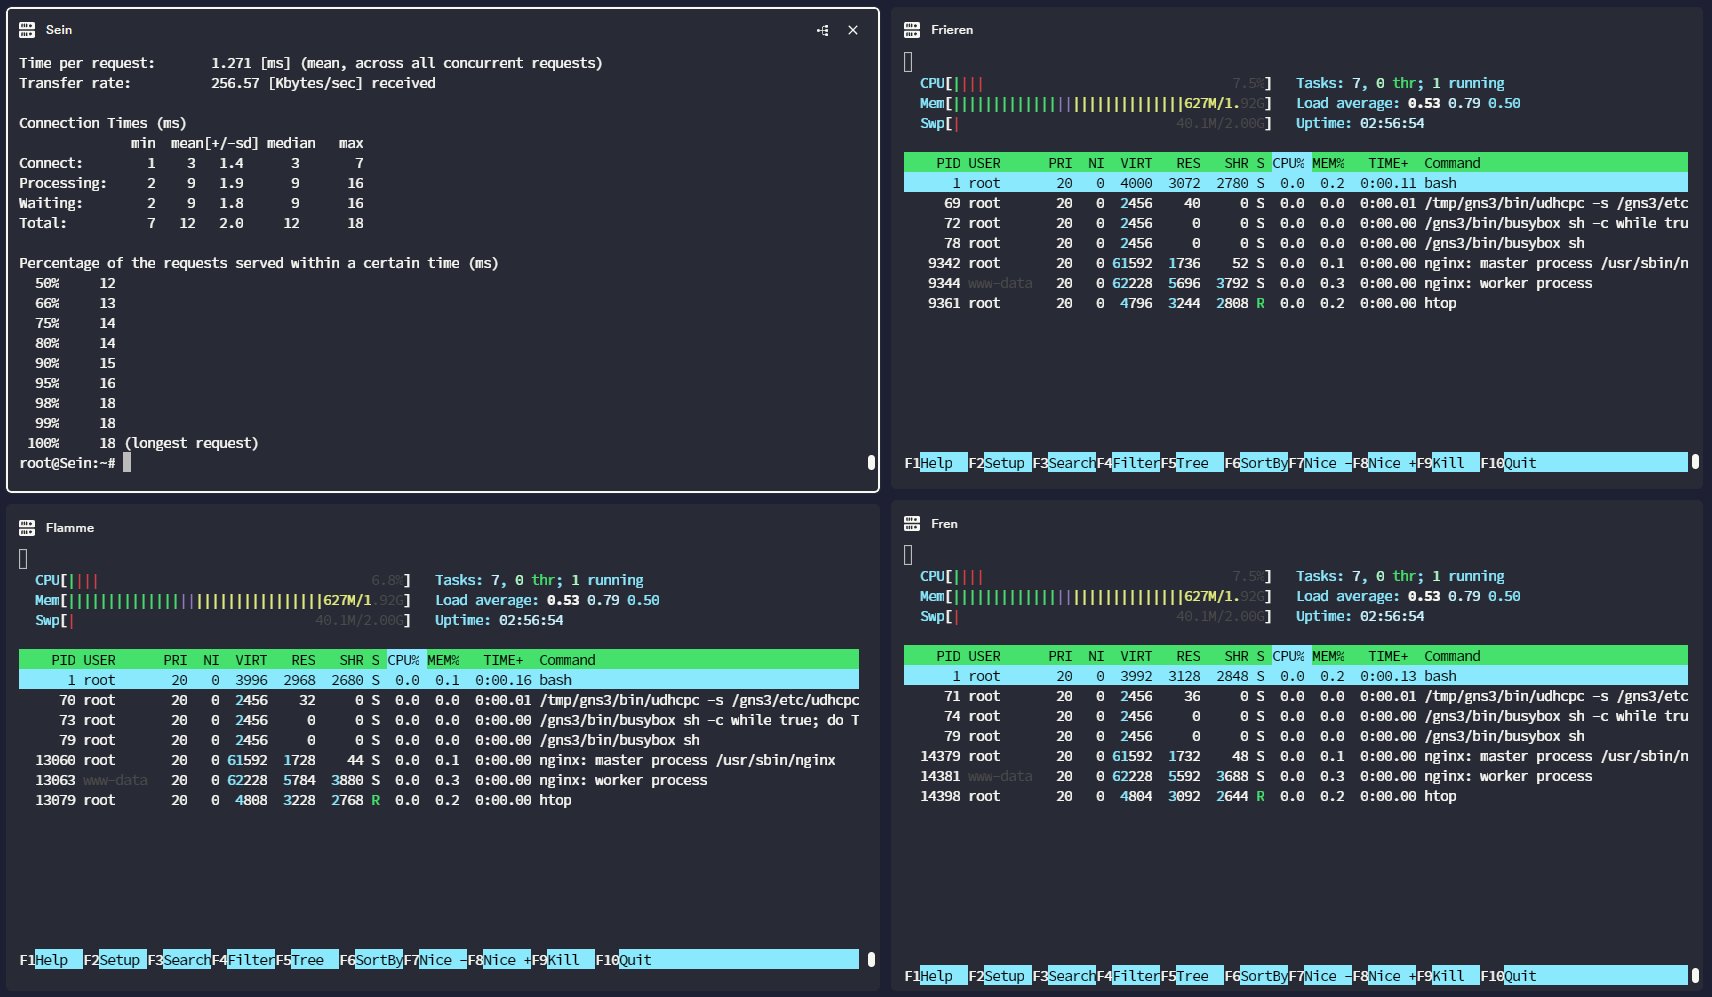 Sein
Time per request:       1.271 [ms] (mean, across all concurrent requests)
Transfer rate:          256.57 [Kbytes/sec] received
Connection Times (ms)
              min  mean[+/-sd] median   max
Connect:        1    3   1.4      3       7
Processing:     2    9   1.9      9      16
Waiting:        2    9   1.8      9      16
Total:          7   12   2.0     12      18
Percentage of the requests served within a certain time (ms)
  50%     12
  66%     13
  75%     14
  80%     14
  90%     15
  95%     16
  98%     18
  99%     18
 100%     18 (longest request)
root@Sein:~#
Frieren
CPU[||||                               7.5%]   Tasks: 7, 0 thr; 1 running
Mem[|||||||||||||||||||||||||||||627M/1.92G]   Load average: 0.53 0.79 0.50
Swp[|                           40.1M/2.00G]   Uptime: 02:56:54
  PID USER      PRI  NI  VIRT   RES   SHR S CPU% MEM%   TIME+  Command
    1 root       20   0  4000  3072  2780 S  0.0  0.2  0:00.11 bash
   69 root       20   0  2456    40     0 S  0.0  0.0  0:00.01 /tmp/gns3/bin/udhcpc -s /gns3/etc
   72 root       20   0  2456     0     0 S  0.0  0.0  0:00.00 /gns3/bin/busybox sh -c while tru
   78 root       20   0  2456     0     0 S  0.0  0.0  0:00.00 /gns3/bin/busybox sh
 9342 root       20   0 61592  1736    52 S  0.0  0.1  0:00.00 nginx: master process /usr/sbin/n
 9344 www-data   20   0 62228  5696  3792 S  0.0  0.3  0:00.00 nginx: worker process
 9361 root       20   0  4796  3244  2808 R  0.0  0.2  0:00.00 htop
F1Help  F2Setup F3SearchF4FilterF5Tree  F6SortByF7Nice -F8Nice +F9Kill  F10Quit
Flamme
CPU[||||                                  6.8%]   Tasks: 7, 0 thr; 1 running
Mem[||||||||||||||||||||||||||||||||627M/1.92G]   Load average: 0.53 0.79 0.50
Swp[|                              40.1M/2.00G]   Uptime: 02:56:54
  PID USER      PRI  NI  VIRT   RES   SHR S CPU% MEM%   TIME+  Command
    1 root       20   0  3996  2968  2680 S  0.0  0.1  0:00.16 bash
   70 root       20   0  2456    32     0 S  0.0  0.0  0:00.01 /tmp/gns3/bin/udhcpc -s /gns3/etc/udhcpc
   73 root       20   0  2456     0     0 S  0.0  0.0  0:00.00 /gns3/bin/busybox sh -c while true; do T
   79 root       20   0  2456     0     0 S  0.0  0.0  0:00.00 /gns3/bin/busybox sh
13060 root       20   0 61592  1728    44 S  0.0  0.1  0:00.00 nginx: master process /usr/sbin/nginx
13063 www-data   20   0 62228  5784  3880 S  0.0  0.3  0:00.00 nginx: worker process
13079 root       20   0  4808  3228  2768 R  0.0  0.2  0:00.00 htop
F1Help  F2Setup F3SearchF4FilterF5Tree  F6SortByF7Nice -F8Nice +F9Kill  F10Quit
Fren
CPU[||||                               7.5%]   Tasks: 7, 0 thr; 1 running
Mem[|||||||||||||||||||||||||||||627M/1.92G]   Load average: 0.53 0.79 0.50
Swp[|                           40.1M/2.00G]   Uptime: 02:56:54
  PID USER      PRI  NI  VIRT   RES   SHR S CPU% MEM%   TIME+  Command
    1 root       20   0  3992  3128  2848 S  0.0  0.2  0:00.13 bash
   71 root       20   0  2456    36     0 S  0.0  0.0  0:00.01 /tmp/gns3/bin/udhcpc -s /gns3/etc
   74 root       20   0  2456     0     0 S  0.0  0.0  0:00.00 /gns3/bin/busybox sh -c while tru
   79 root       20   0  2456     0     0 S  0.0  0.0  0:00.00 /gns3/bin/busybox sh
14379 root       20   0 61592  1732    48 S  0.0  0.1  0:00.00 nginx: master process /usr/sbin/n
14381 www-data   20   0 62228  5592  3688 S  0.0  0.3  0:00.00 nginx: worker process
14398 root       20   0  4804  3092  2644 R  0.0  0.2  0:00.00 htop
F1Help  F2Setup F3SearchF4FilterF5Tree  F6SortByF7Nice -F8Nice +F9Kill  F10Quit